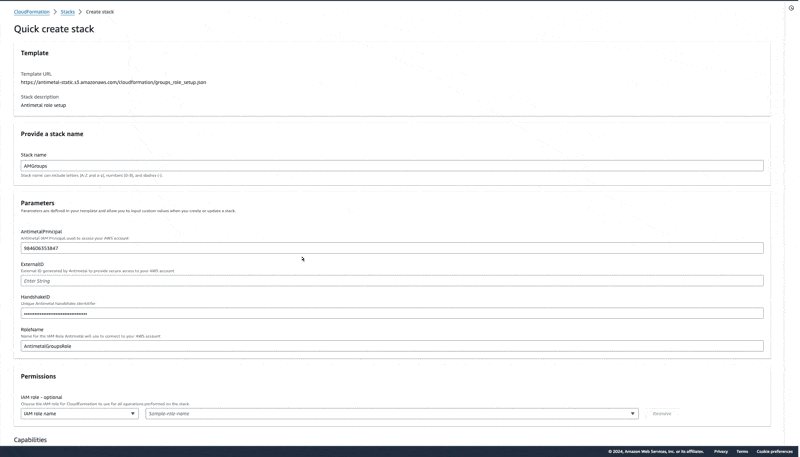 CloudFormation > Stacks > Create stack
Quick create stack
Template
Template URL
https://antimetal-static.s3.amazonaws.com/cloudformation/groups_role_setup.json
Stack description
Antimetal role setup
Provide a stack name
Stack name
AMGroups
Stack name can include letters (A-Z and a-z), numbers (0-9), and dashes (-).
Parameters
Parameters are defined in your template and allow you to input custom values when you create or update a stack.
AntimetalPrincipal
Antimetal IAM Principal used to access your AWS account
984606353847
ExternalID
External ID generated by Antimetal to provide secure access to your AWS account
Enter String
HandshakeID
Unique Antimetal handshake identifier
RoleName
Name for the IAM Role Antimetal will use to connect to your AWS account
AntimetalGroupsRole
Permissions
IAM role - optional
Choose the IAM role for CloudFormation to use for all operations performed on the stack.
IAM role name
Sample-role-name
Remove
Capabilities
© 2024, Amazon Web Services, Inc. or its affiliates. Privacy Terms Cookie preferences